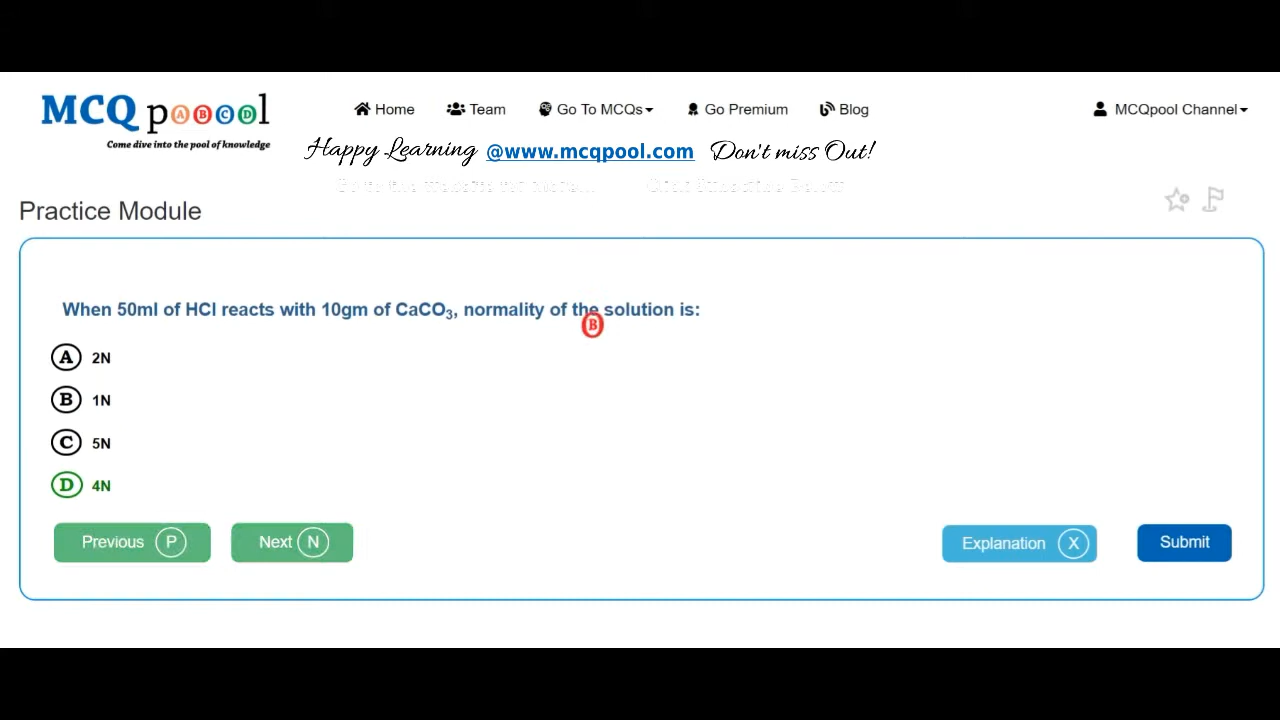 MCQ pooool
Come dive into the pool of knowledge
Home Team Go To MCQs Go Premium Blog MCQpool Channel
Happy Learning @www.mcqpool.com Don't miss Out!
Practice Module
When 50ml of HCl reacts with 10gm of CaCO₃, normality of the solution is:
B
A 2N
B 1N
C 5N
D 4N
Previous P Next N Explanation X Submit